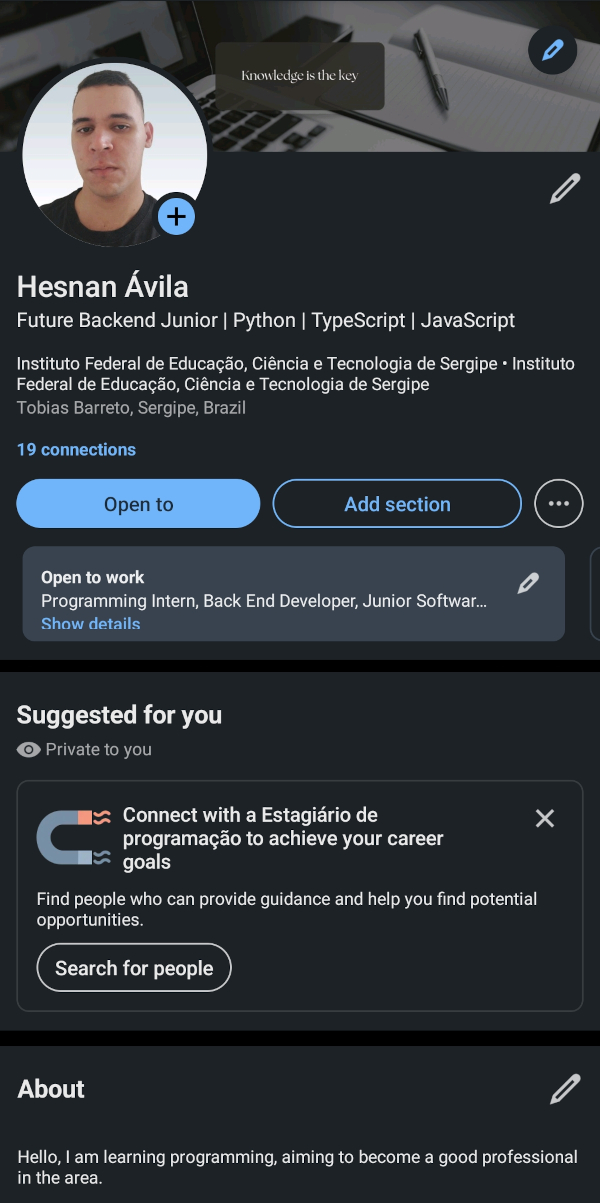 Knowledge is the key
Hesnan Ávila
Future Backend Junior | Python | TypeScript | JavaScript
Instituto Federal de Educação, Ciência e Tecnologia de Sergipe • Instituto
Federal de Educação, Ciência e Tecnologia de Sergipe
Tobias Barreto, Sergipe, Brazil
19 connections
Open to
Add section
Open to work
Programming Intern, Back End Developer, Junior Softwar...
Show details
Suggested for you
Private to you
Connect with a Estagiário de
programação to achieve your career
goals
Find people who can provide guidance and help you find potential
opportunities.
Search for people
About
Hello, I am learning programming, aiming to become a good professional
in the area.